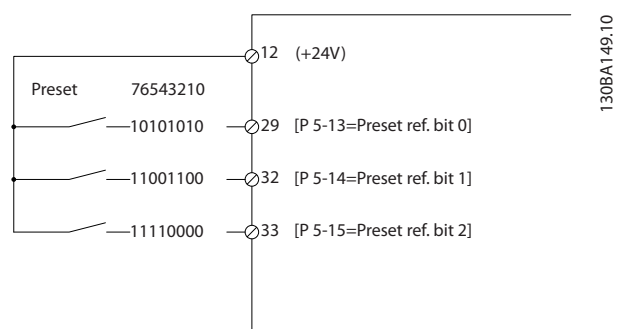 12 (+24V)
Preset 76543210
10101010 29 [P 5-13=Preset ref. bit 0]
11001100 32 [P 5-14=Preset ref. bit 1]
11110000 33 [P 5-15=Preset ref. bit 2]
130BA149.10